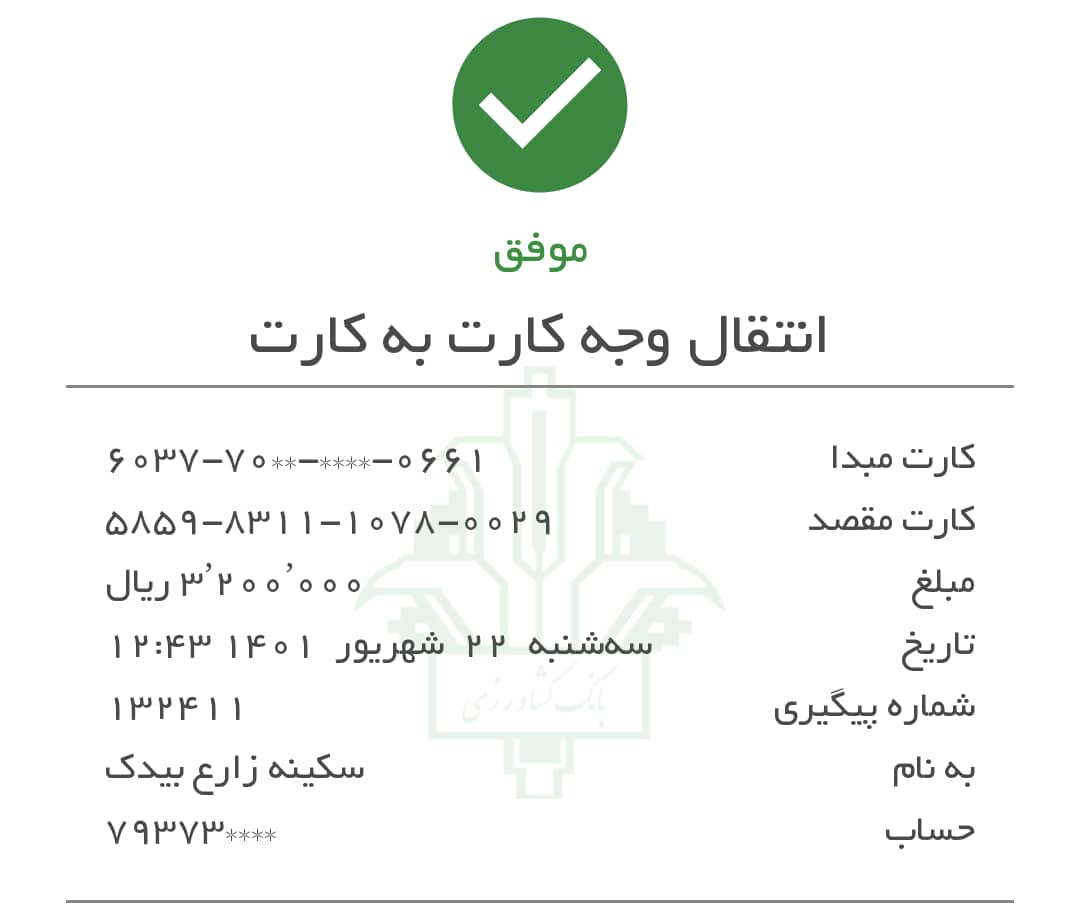 موفق
انتقال وجه کارت به کارت
کارت مبدا ۶۰۳۷-۷۰**-****-۰۶۶۱
کارت مقصد ۵۸۵۹-۸۳۱۱-۱۰۷۸-۰۰۲۹
مبلغ ۳٬۲۰۰٬۰۰۰ ریال
تاریخ سه‌شنبه ۲۲ شهریور ۱۴۰۱ ۱۲:۴۳
شماره پیگیری ۱۳۲۴۱۱
به نام سکینه زارع بیدک
حساب ۷۹۳۷۳****
بانک کشاورزی